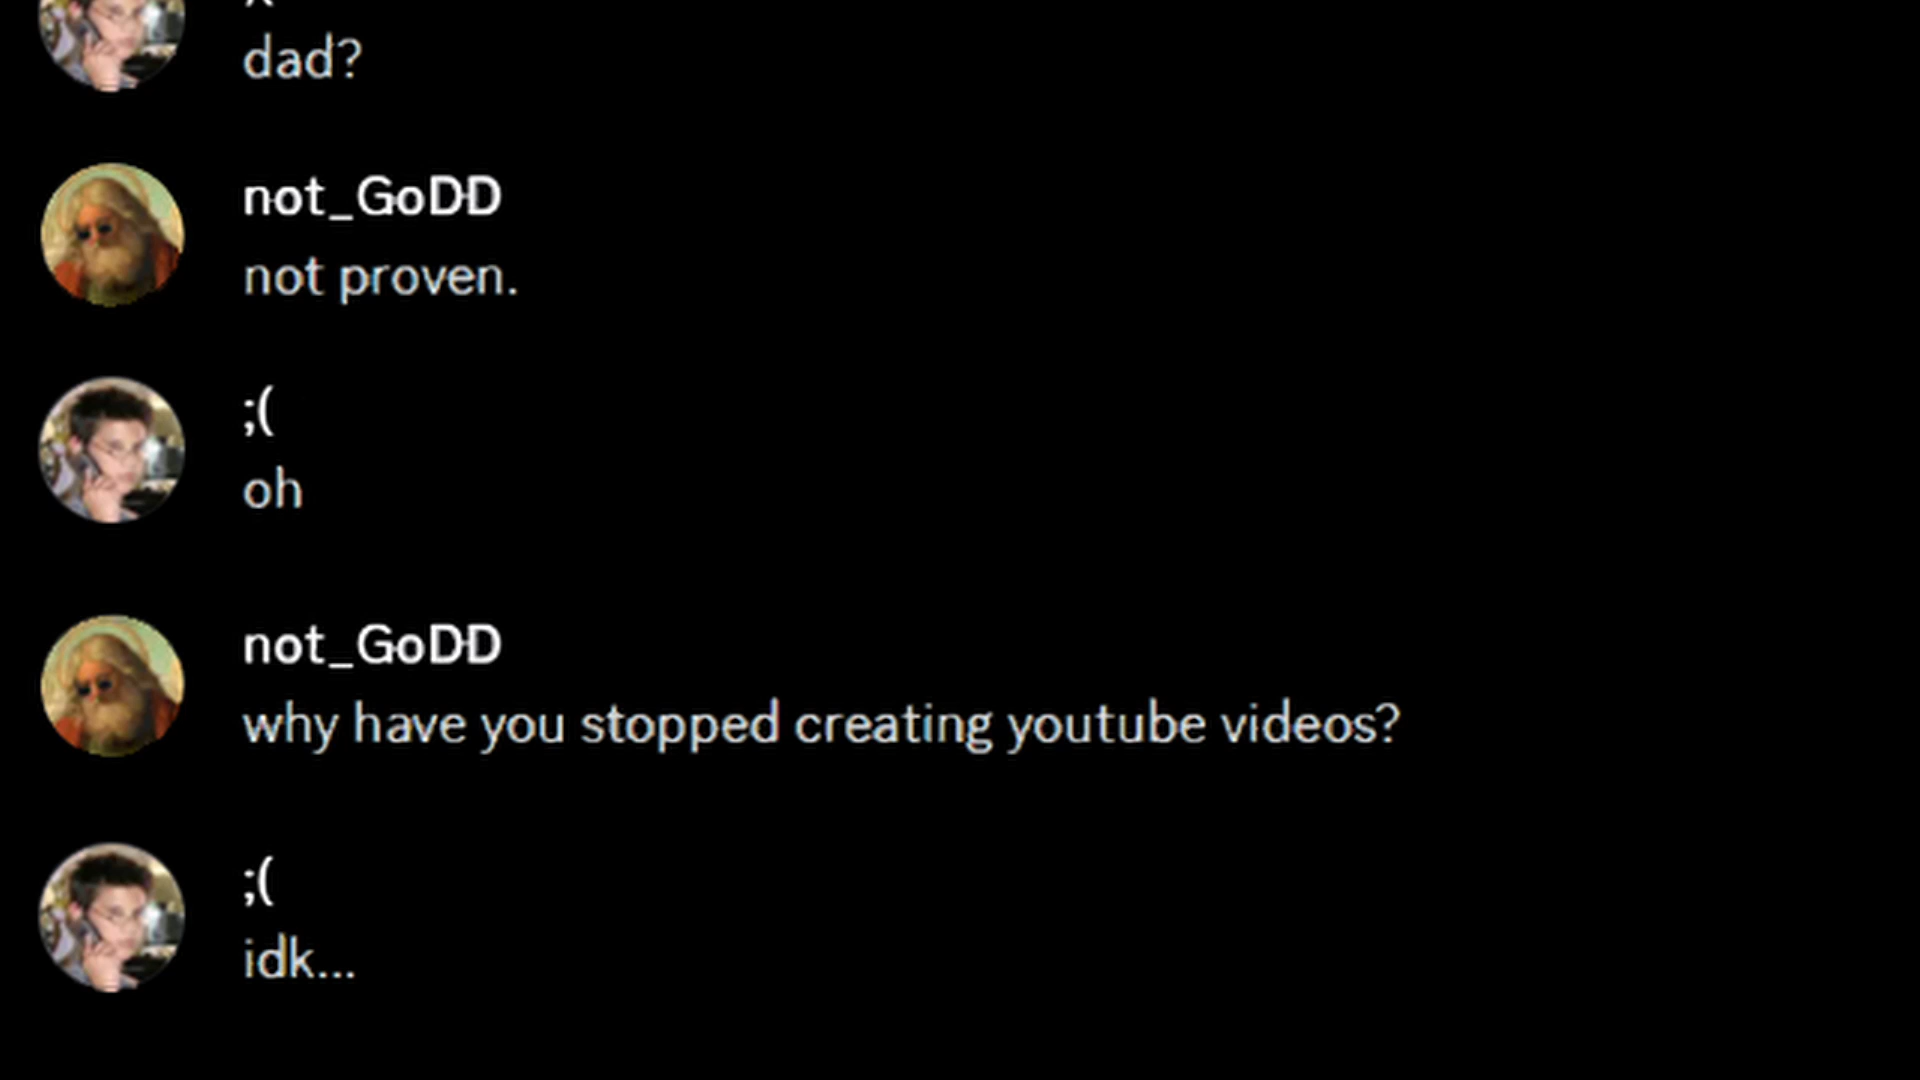 dad?
not_GoDD
not proven.
;(
oh
not_GoDD
why have you stopped creating youtube videos?
;(
idk...